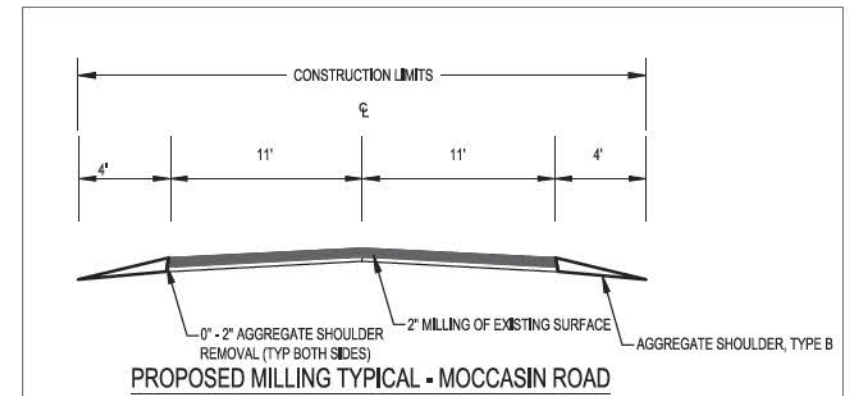 CONSTRUCTION LIMITS
℄
4' 11' 11' 4'
0" - 2" AGGREGATE SHOULDER
REMOVAL (TYP BOTH SIDES)
2" MILLING OF EXISTING SURFACE
AGGREGATE SHOULDER, TYPE B
PROPOSED MILLING TYPICAL - MOCCASIN ROAD